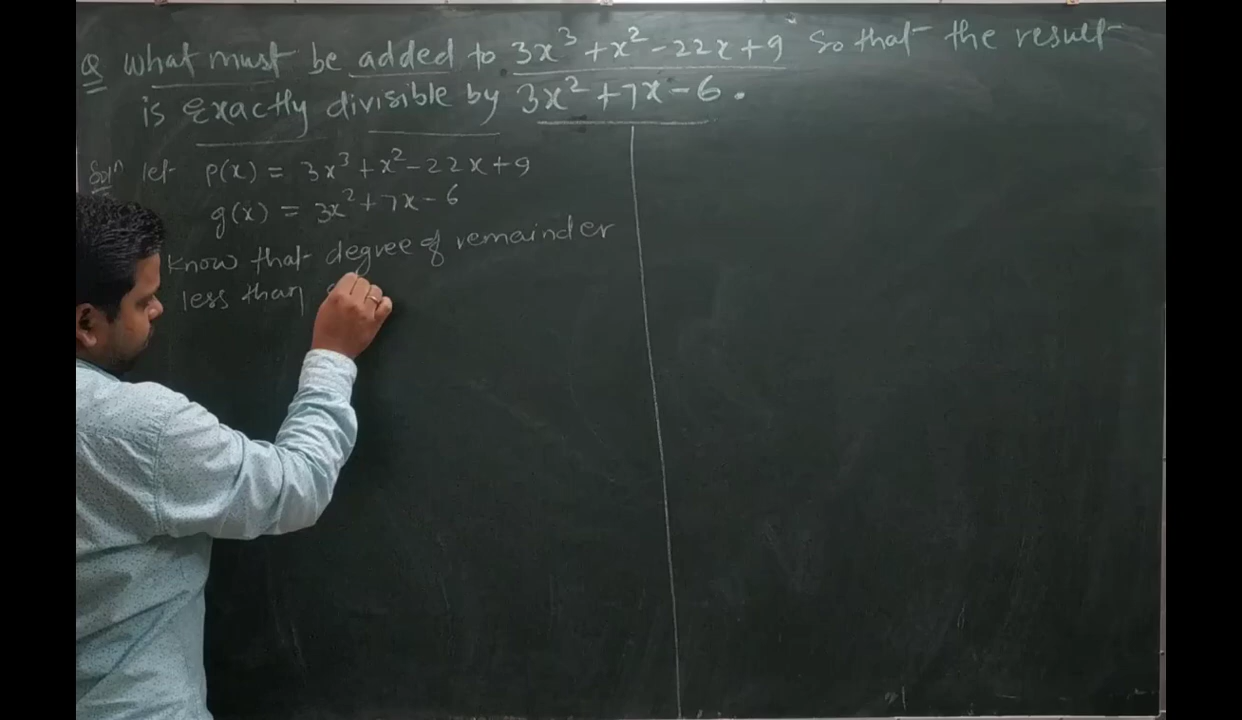 Q What must be added to 3x³ + x² - 22x + 9 so that the result
is exactly divisible by 3x² + 7x - 6.
Solⁿ let p(x) = 3x³ + x² - 22x + 9
g(x) = 3x² + 7x - 6
Know that degree of remainder
less than